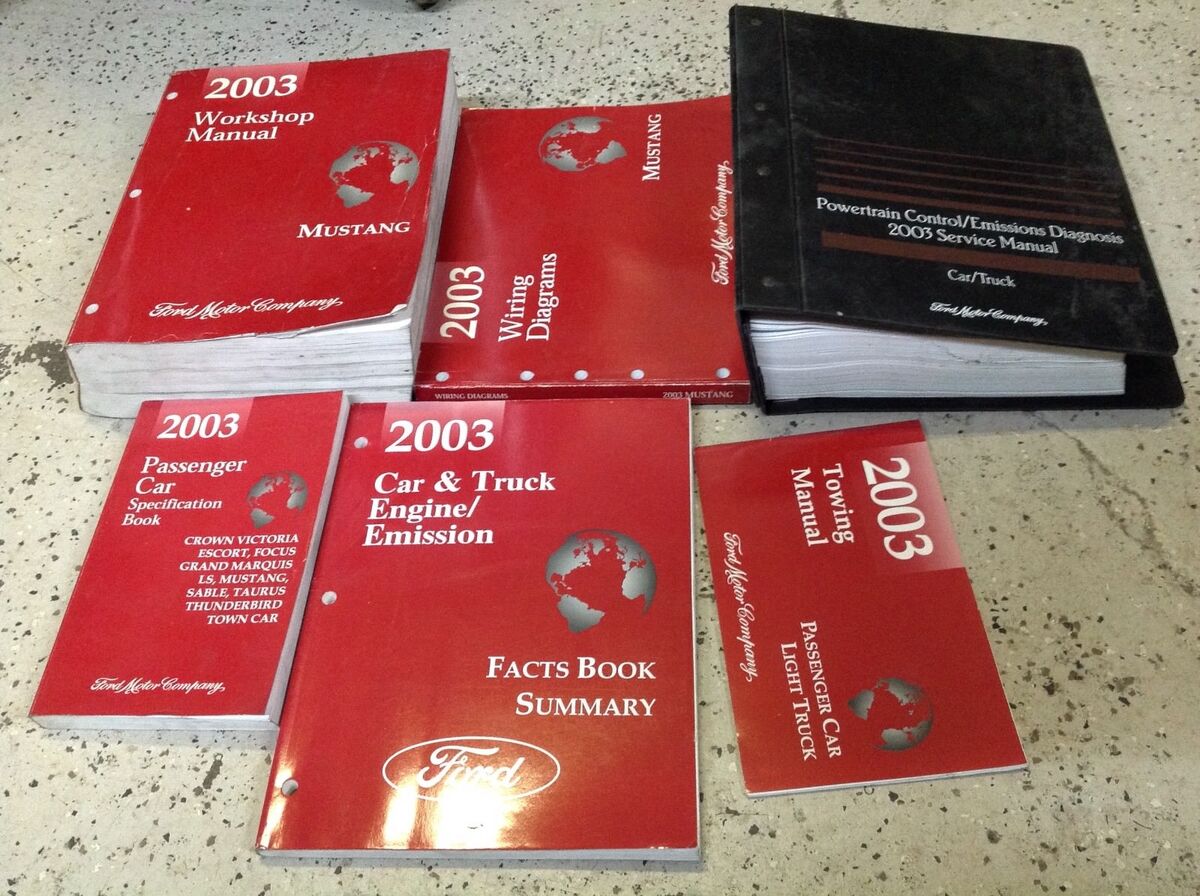 2003
Workshop
Manual
MUSTANG
Ford Motor Company
2003
Wiring
Diagrams
MUSTANG
Ford Motor Company
WIRING DIAGRAMS
2003 MUSTANG
Powertrain Control/Emissions Diagnosis
2003 Service Manual
Car/Truck
Ford Motor Company
2003
Passenger
Car
Specification
Book
CROWN VICTORIA
ESCORT, FOCUS
GRAND MARQUIS
LS, MUSTANG,
SABLE, TAURUS
THUNDERBIRD
TOWN CAR
Ford Motor Company
2003
Car & Truck
Engine/
Emission
FACTS BOOK
SUMMARY
Ford
2003
Towing
Manual
PASSENGER CAR
LIGHT TRUCK
Ford Motor Company